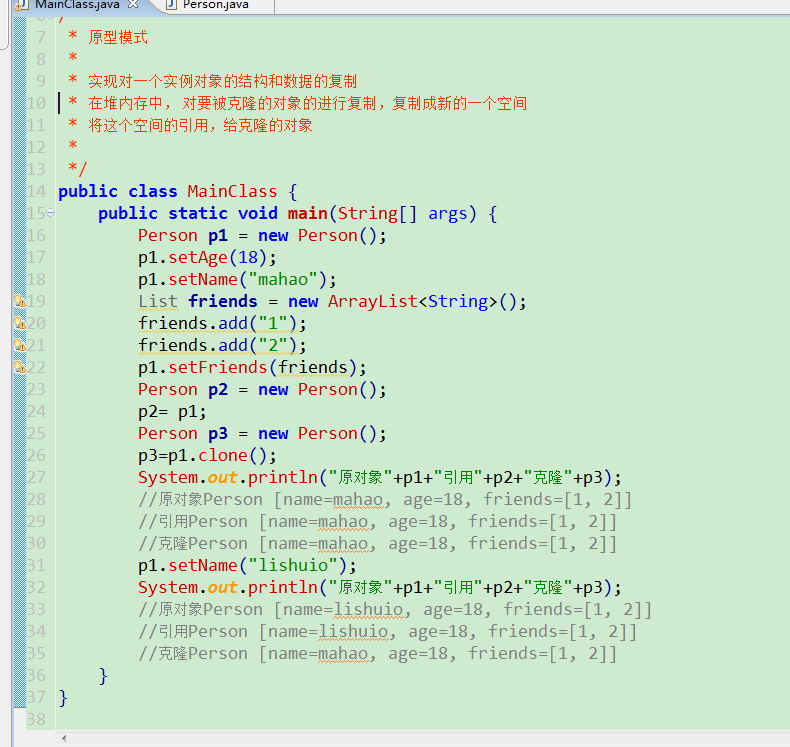 MainClass.java Person.java
6 /
7 * 原型模式
8 *
9 * 实现对一个实例对象的结构和数据的复制
10 * 在堆内存中， 对要被克隆的对象的进行复制，复制成新的一个空间
11 * 将这个空间的引用，给克隆的对象
12 *
13 */
14 public class MainClass {
15 public static void main(String[] args) {
16 Person p1 = new Person();
17 p1.setAge(18);
18 p1.setName("mahao");
19 List friends = new ArrayList<String>();
20 friends.add("1");
21 friends.add("2");
22 p1.setFriends(friends);
23 Person p2 = new Person();
24 p2= p1;
25 Person p3 = new Person();
26 p3=p1.clone();
27 System.out.println("原对象"+p1+"引用"+p2+"克隆"+p3);
28 //原对象Person [name=mahao, age=18, friends=[1, 2]]
29 //引用Person [name=mahao, age=18, friends=[1, 2]]
30 //克隆Person [name=mahao, age=18, friends=[1, 2]]
31 p1.setName("lishuio");
32 System.out.println("原对象"+p1+"引用"+p2+"克隆"+p3);
33 //原对象Person [name=lishuio, age=18, friends=[1, 2]]
34 //引用Person [name=lishuio, age=18, friends=[1, 2]]
35 //克隆Person [name=mahao, age=18, friends=[1, 2]]
36 }
37 }
38